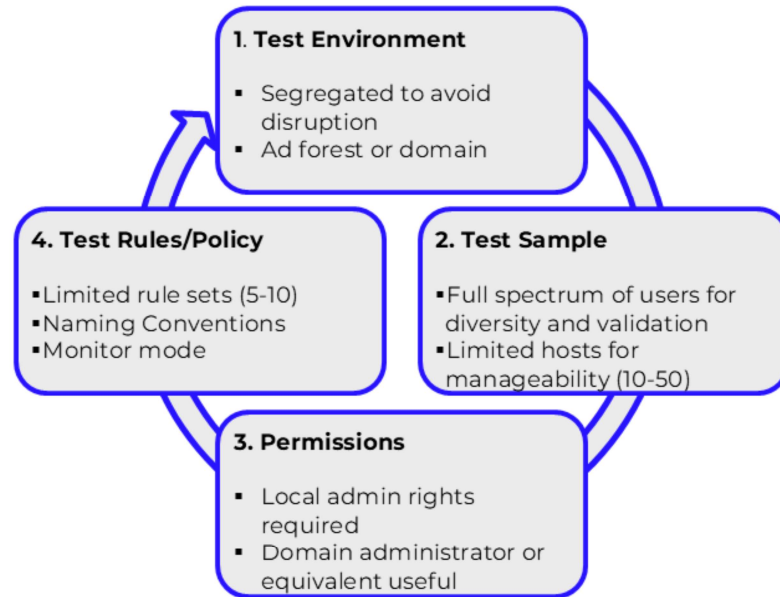 1. Test Environment
▪ Segregated to avoid
disruption
▪ Ad forest or domain
2. Test Sample
▪Full spectrum of users for
diversity and validation
▪Limited hosts for
manageability (10-50)
3. Permissions
▪ Local admin rights
required
▪ Domain administrator or
equivalent useful
4. Test Rules/Policy
▪Limited rule sets (5-10)
▪Naming Conventions
▪Monitor mode